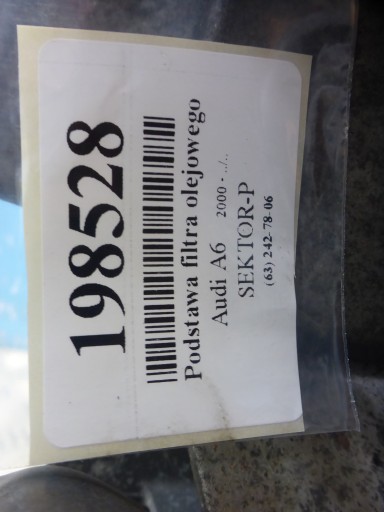 198528
Podstawa filtra olejowego
Audi A6 2000 - ../..
SEKTOR-P
(63) 242-78-06